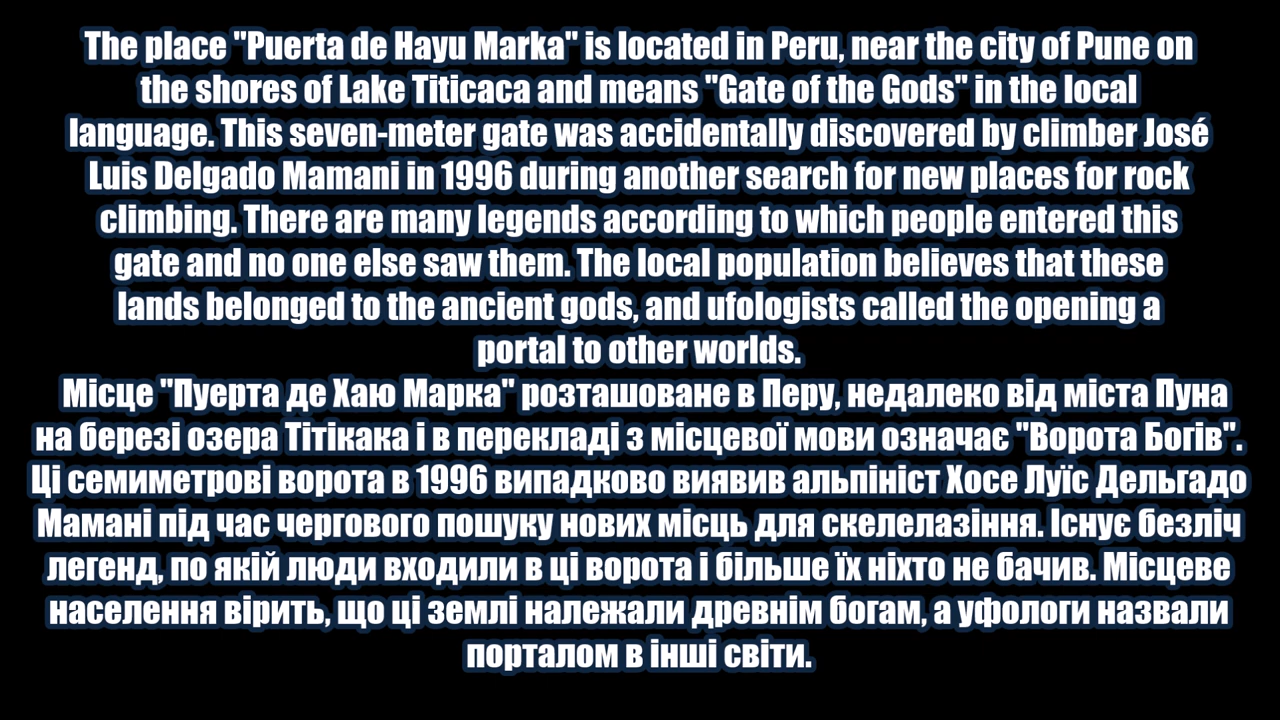 The place "Puerta de Hayu Marka" is located in Peru, near the city of Pune on
the shores of Lake Titicaca and means "Gate of the Gods" in the local
language. This seven-meter gate was accidentally discovered by climber José
Luis Delgado Mamani in 1996 during another search for new places for rock
climbing. There are many legends according to which people entered this
gate and no one else saw them. The local population believes that these
lands belonged to the ancient gods, and ufologists called the opening a
portal to other worlds.
Місце "Пуерта де Хаю Марка" розташоване в Перу, недалеко від міста Пуна
на березі озера Тітікака і в перекладі з місцевої мови означає "Ворота Богів".
Ці семиметрові ворота в 1996 випадково виявив альпініст Хосе Луїс Дельгадо
Мамані під час чергового пошуку нових місць для скелелазіння. Існує безліч
легенд, по якій люди входили в ці ворота і більше їх ніхто не бачив. Місцеве
населення вірить, що ці землі належали древнім богам, а уфологи назвали
порталом в інші світи.